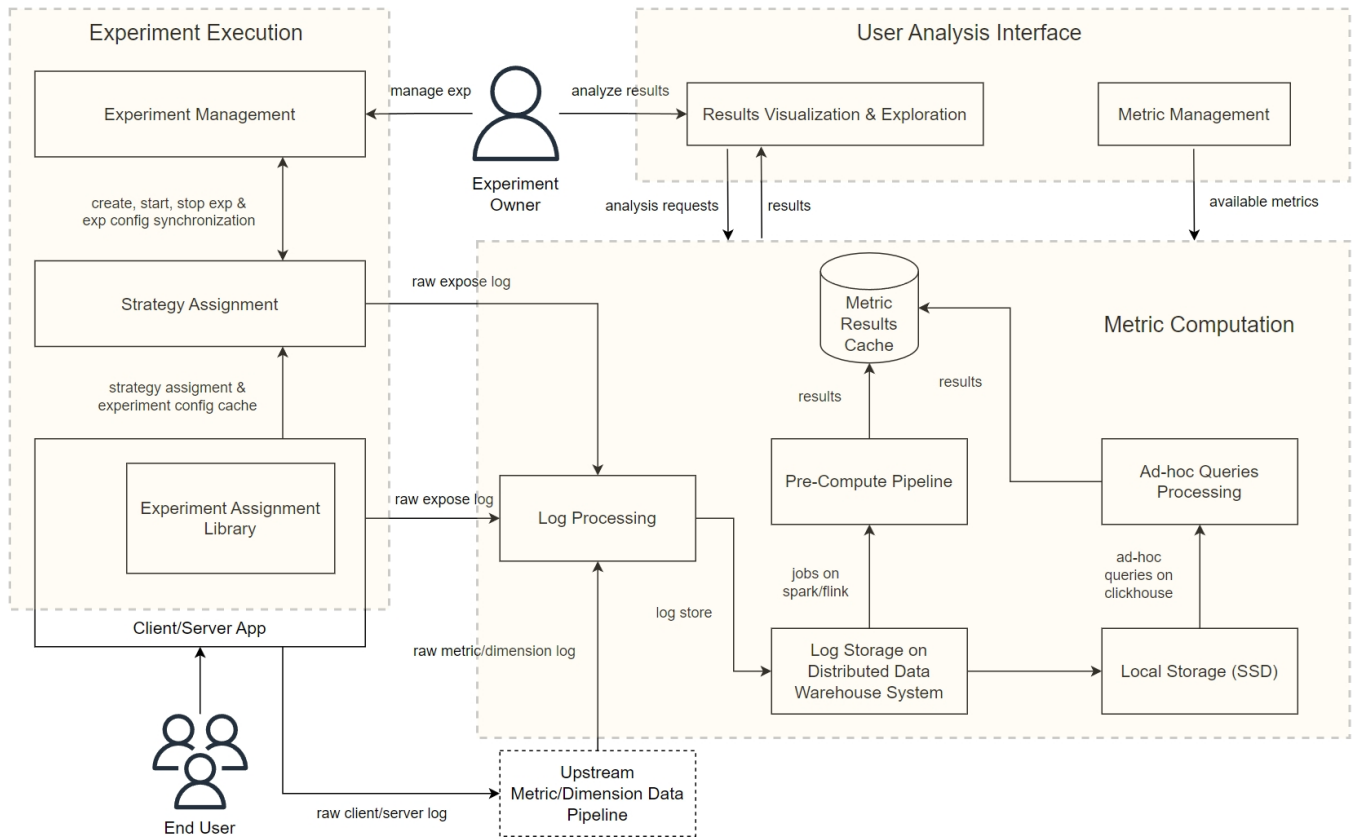 Experiment Execution
User Analysis Interface
Experiment Management
manage exp
analyze results
Results Visualization & Exploration
Metric Management
Experiment
Owner
create, start, stop exp &
exp config synchronization
analysis requests
results
available metrics
Strategy Assignment
raw expose log
Metric
Results
Cache
Metric Computation
strategy assigment &
experiment config cache
results
results
Experiment Assignment
Library
raw expose log
Log Processing
Pre-Compute Pipeline
Ad-hoc Queries
Processing
jobs on
spark/flink
ad-hoc
queries on
clickhouse
log store
Client/Server App
raw metric/dimension log
Log Storage on
Distributed Data
Warehouse System
Local Storage (SSD)
Upstream
Metric/Dimension Data
Pipeline
raw client/server log
End User